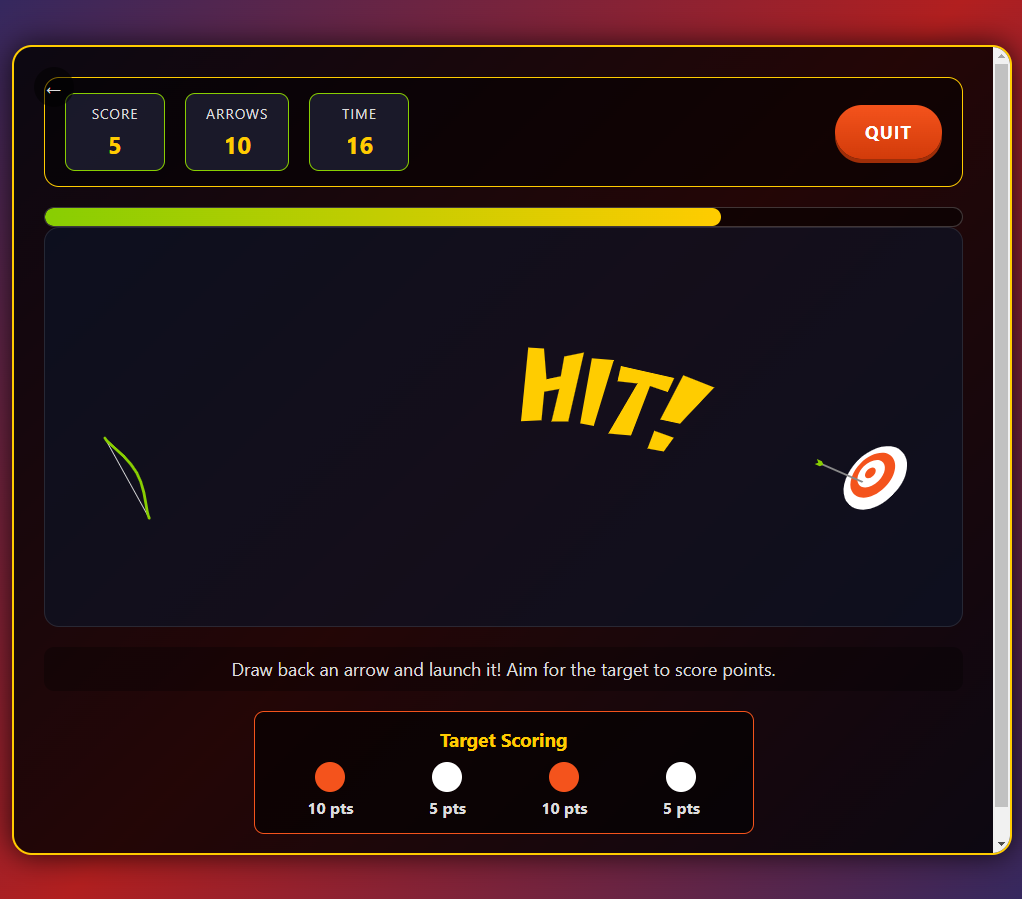 ←
SCORE ARROWS TIME
5 10 16
QUIT
HIT!
Draw back an arrow and launch it! Aim for the target to score points.
Target Scoring
10 pts 5 pts 10 pts 5 pts